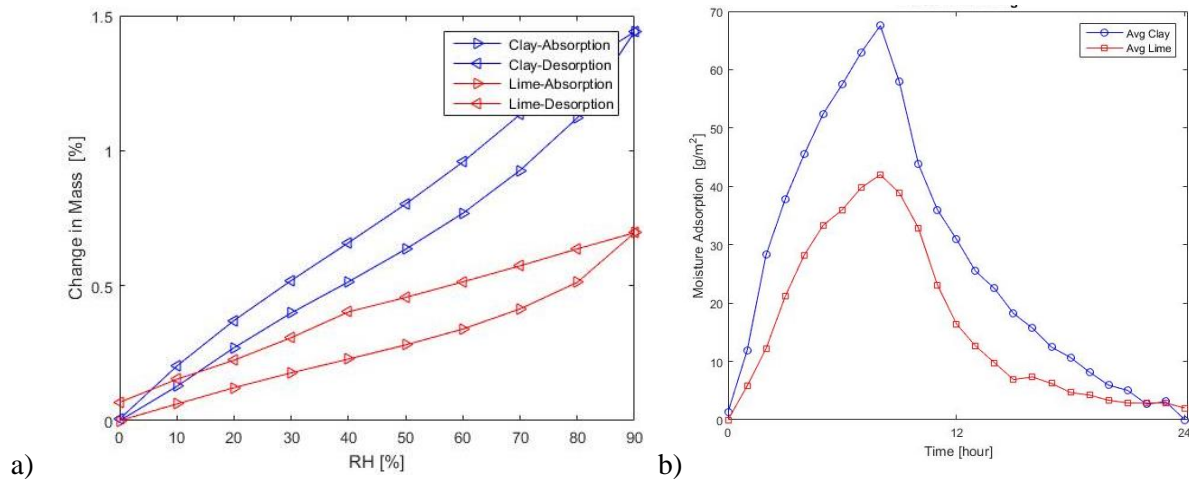 1.5
1
0.5
0
Change in Mass [%]
Clay-Absorption
Clay-Desorption
Lime-Absorption
Lime-Desorption
0 10 20 30 40 50 60 70 80 90
RH [%]
a)
70
60
50
40
30
20
10
0
Moisture Adsorption [g/m²]
Avg Clay
Avg Lime
0 12 24
Time [hour]
b)